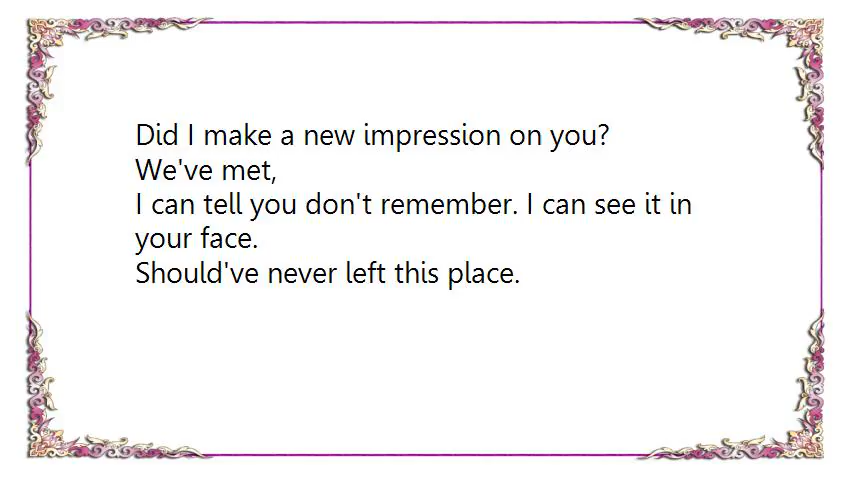 Did I make a new impression on you?
We've met,
I can tell you don't remember. I can see it in
your face.
Should've never left this place.